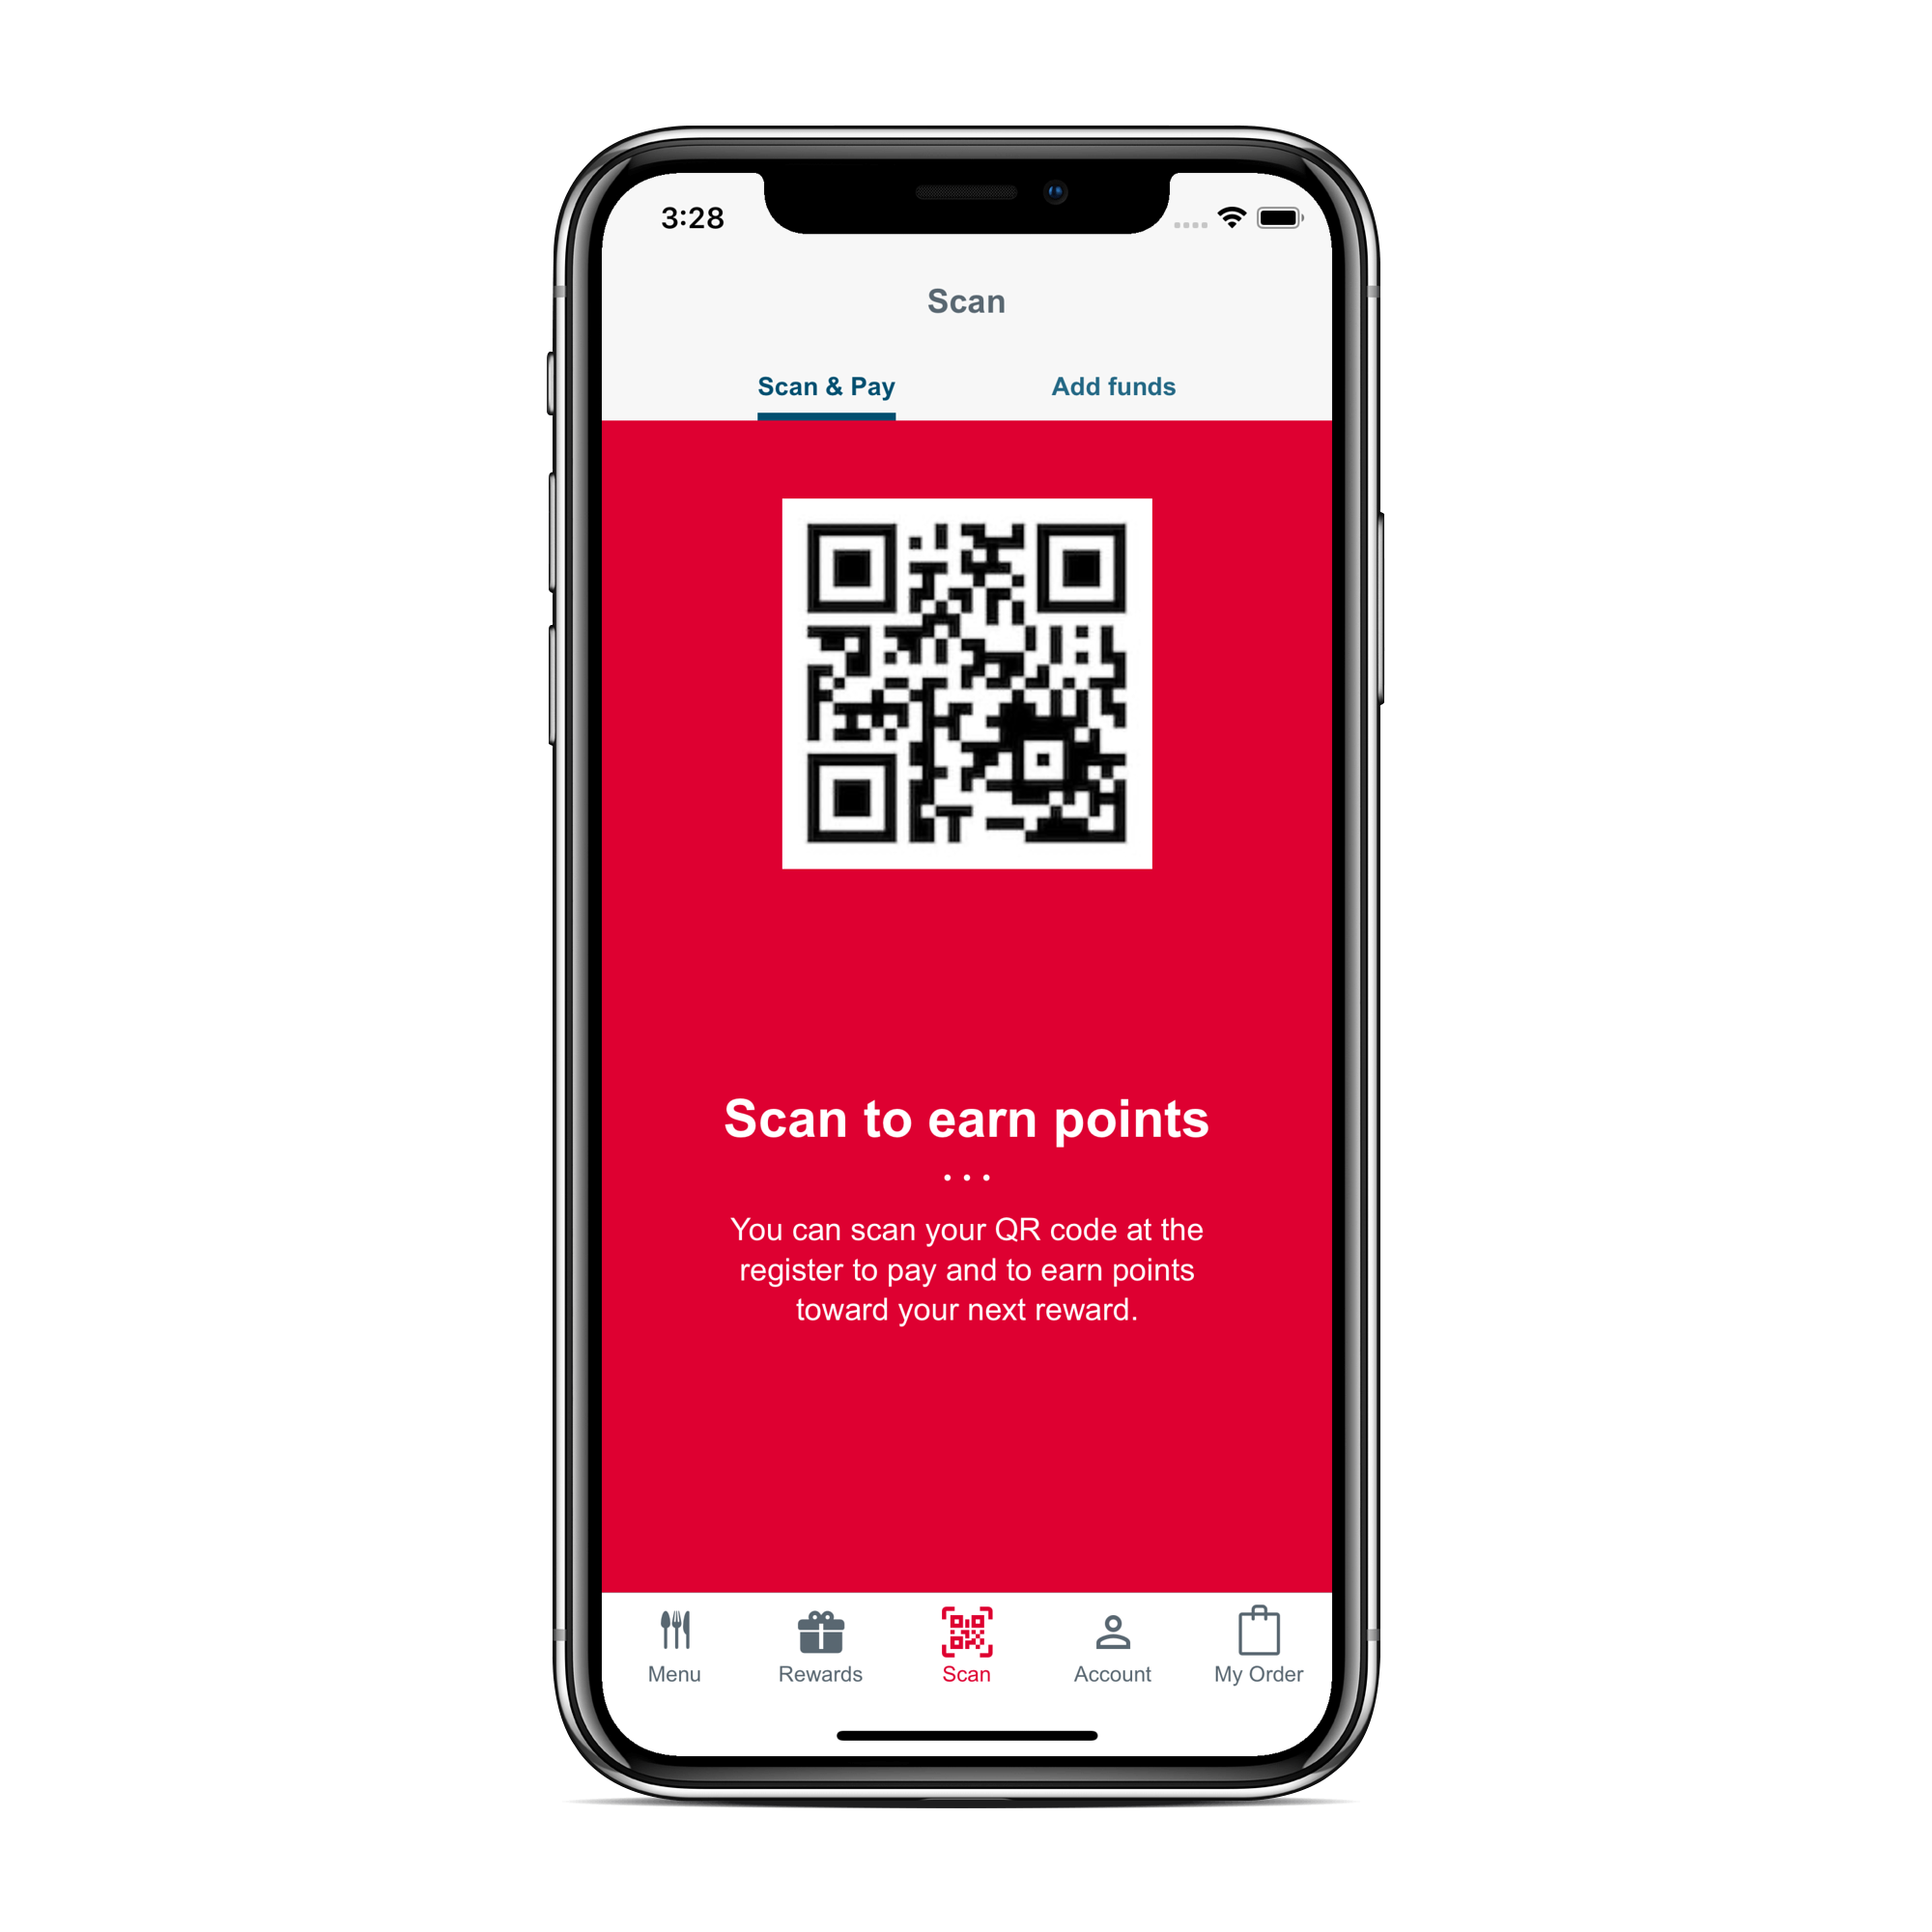 3:28
Scan
Scan & Pay
Add funds
Scan to earn points
You can scan your QR code at the
register to pay and to earn points
toward your next reward.
Menu
Rewards
Scan
Account
My Order